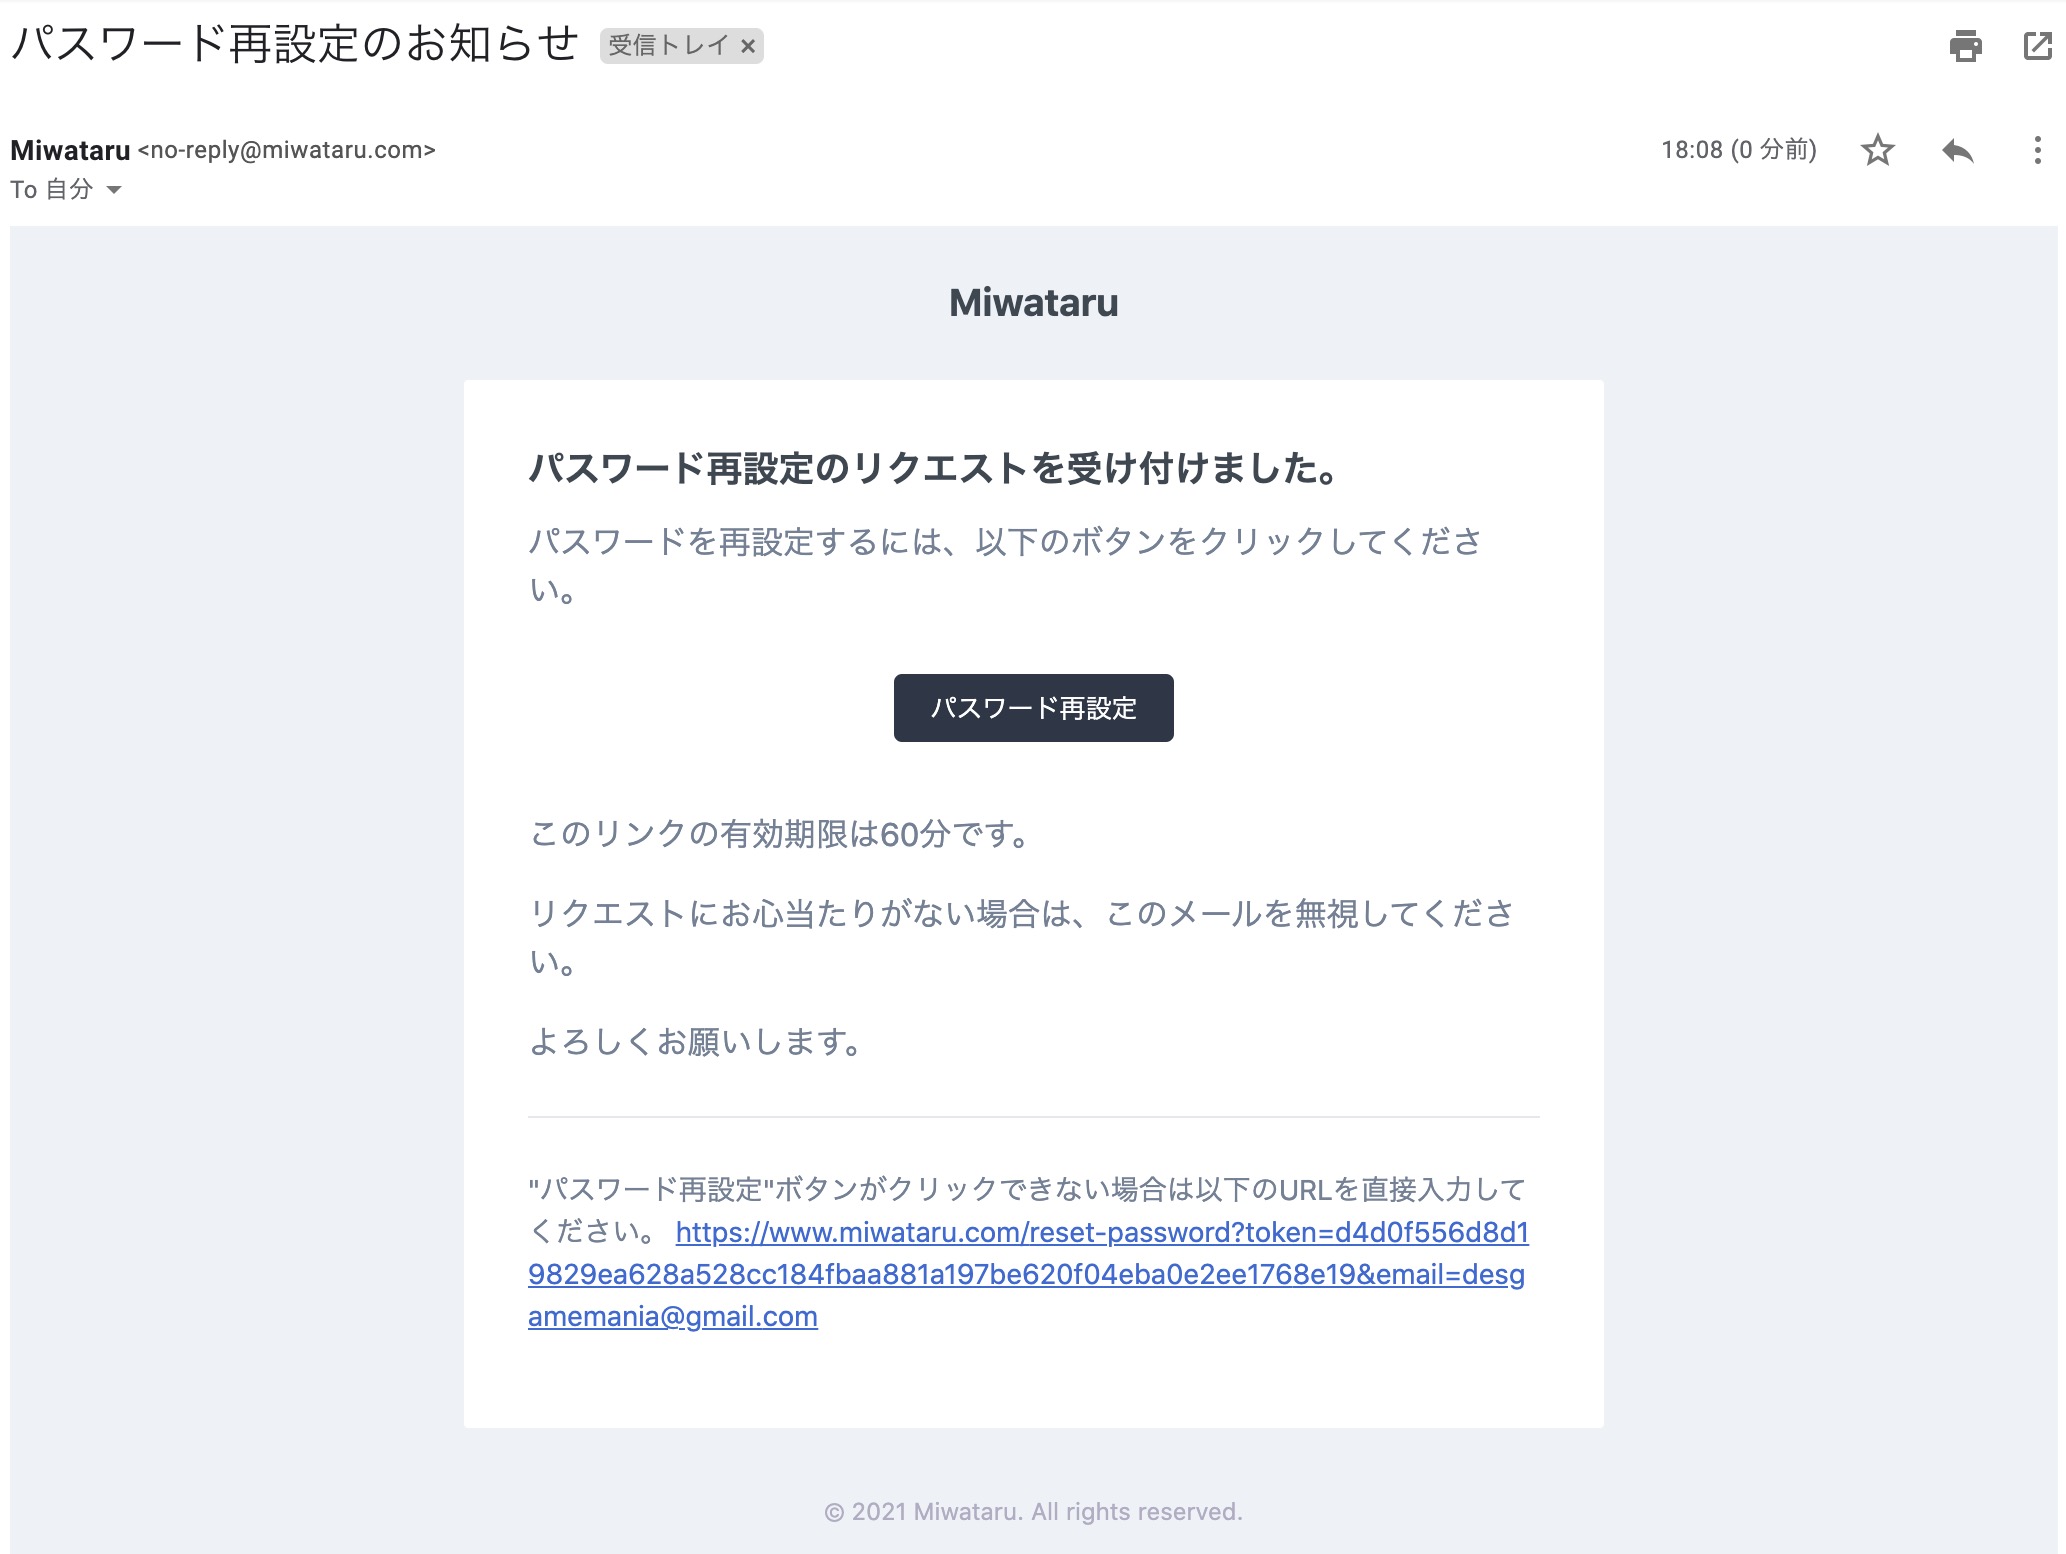 パスワード再設定のお知らせ 受信トレイ ×
Miwataru <no-reply@miwataru.com> 18:08 (0 分前)
To 自分
Miwataru
パスワード再設定のリクエストを受け付けました。
パスワードを再設定するには、以下のボタンをクリックしてくださ
い。
パスワード再設定
このリンクの有効期限は60分です。
リクエストにお心当たりがない場合は、このメールを無視してくださ
い。
よろしくお願いします。
"パスワード再設定"ボタンがクリックできない場合は以下のURLを直接入力して
ください。 https://www.miwataru.com/reset-password?token=d4d0f556d8d1
9829ea628a528cc184fbaa881a197be620f04eba0e2ee1768e19&email=desg
amemania@gmail.com
© 2021 Miwataru. All rights reserved.